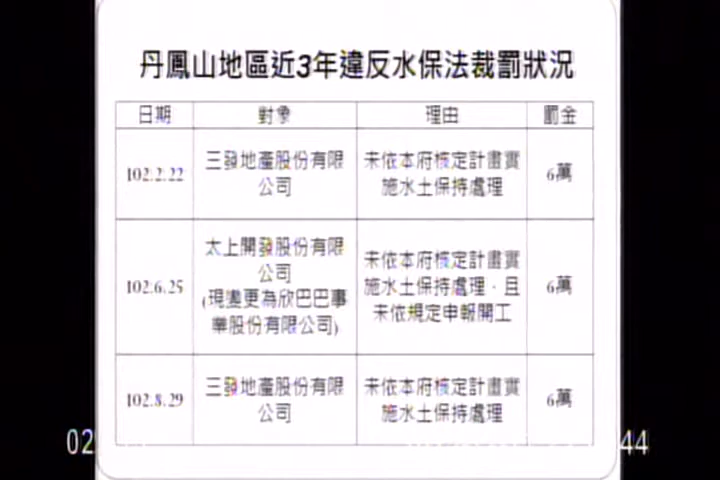 丹鳳山地區近3年違反水保法裁罰狀況
日期 對象 理由 罰金
102.2.22 三發地產股份有限公司 未依本府核定計畫實施水土保持處理 6萬
102.6.25 太上開發股份有限公司(現變更為欣巴巴事業股份有限公司) 未依本府核定計畫實施水土保持處理,且未依規定申報開工 6萬
102.8.29 三發地產股份有限公司 未依本府核定計畫實施水土保持處理 6萬
02
44